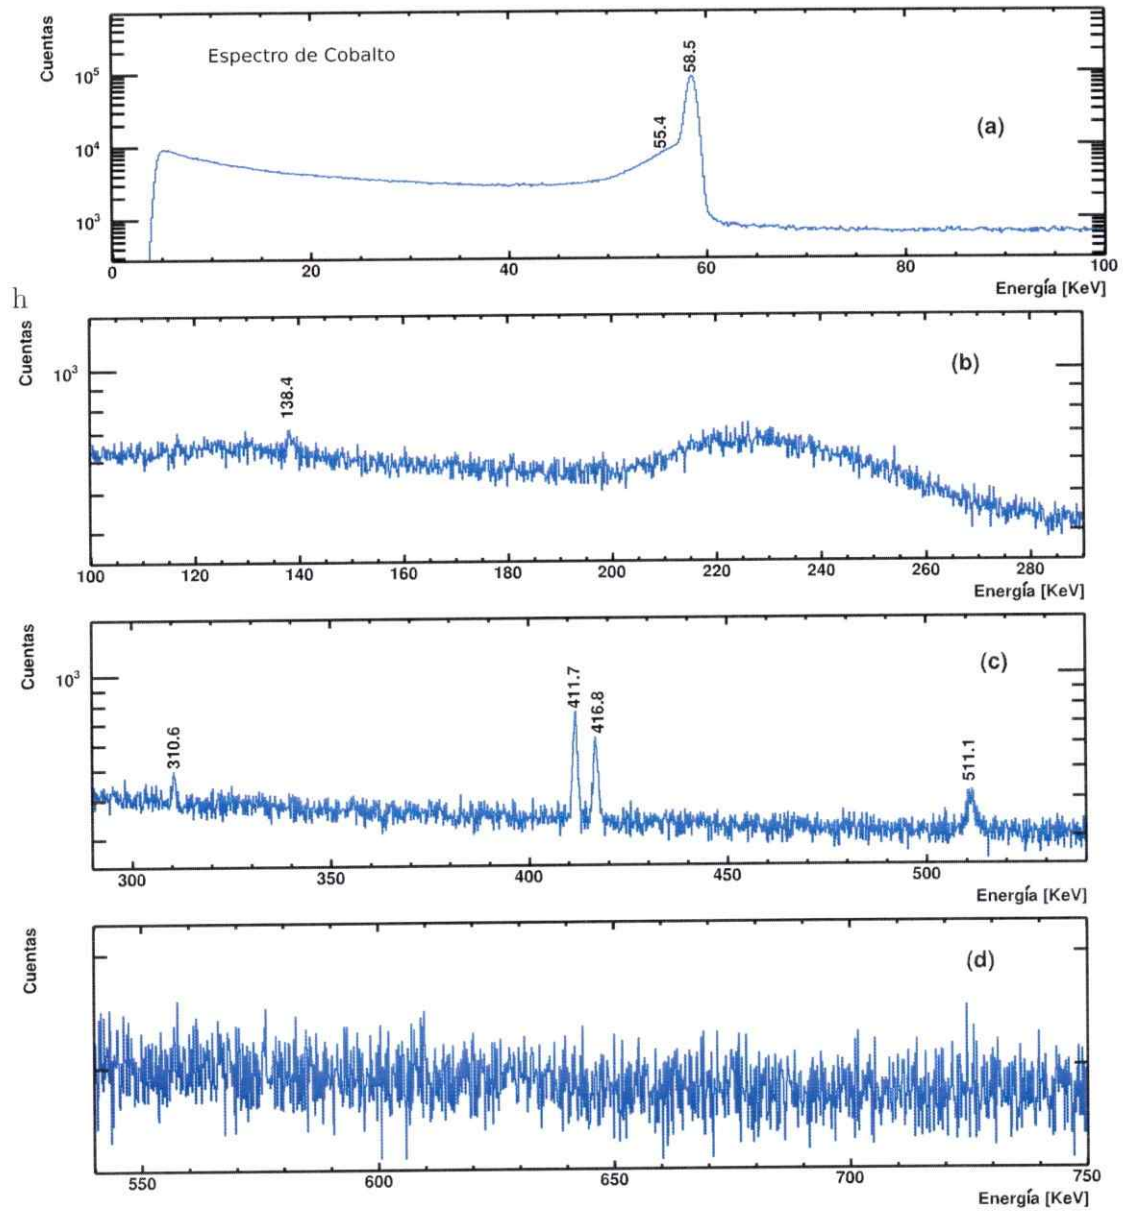 Cuentas
Espectro de Cobalto
58.5
55.4
(a)
10⁵
10⁴
10³
0 20 40 60 80 100
Energía [KeV]
h
Cuentas
10³
138.4
(b)
100 120 140 160 180 200 220 240 260 280
Energía [KeV]
Cuentas
10³
310.6
411.7
416.8
511.1
(c)
300 350 400 450 500
Energía [KeV]
Cuentas
(d)
550 600 650 700 750
Energía [KeV]